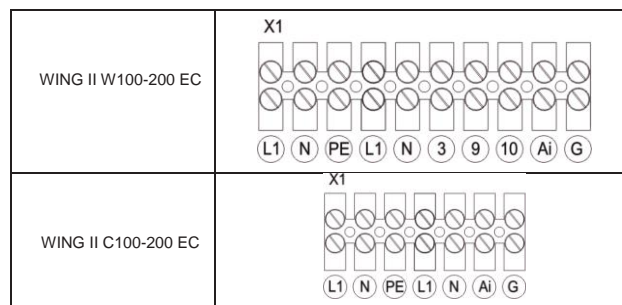 X1
WING II W100-200 EC
L1 N PE L1 N 3 9 10 Ai G
X1
WING II C100-200 EC
L1 N PE L1 N Ai G